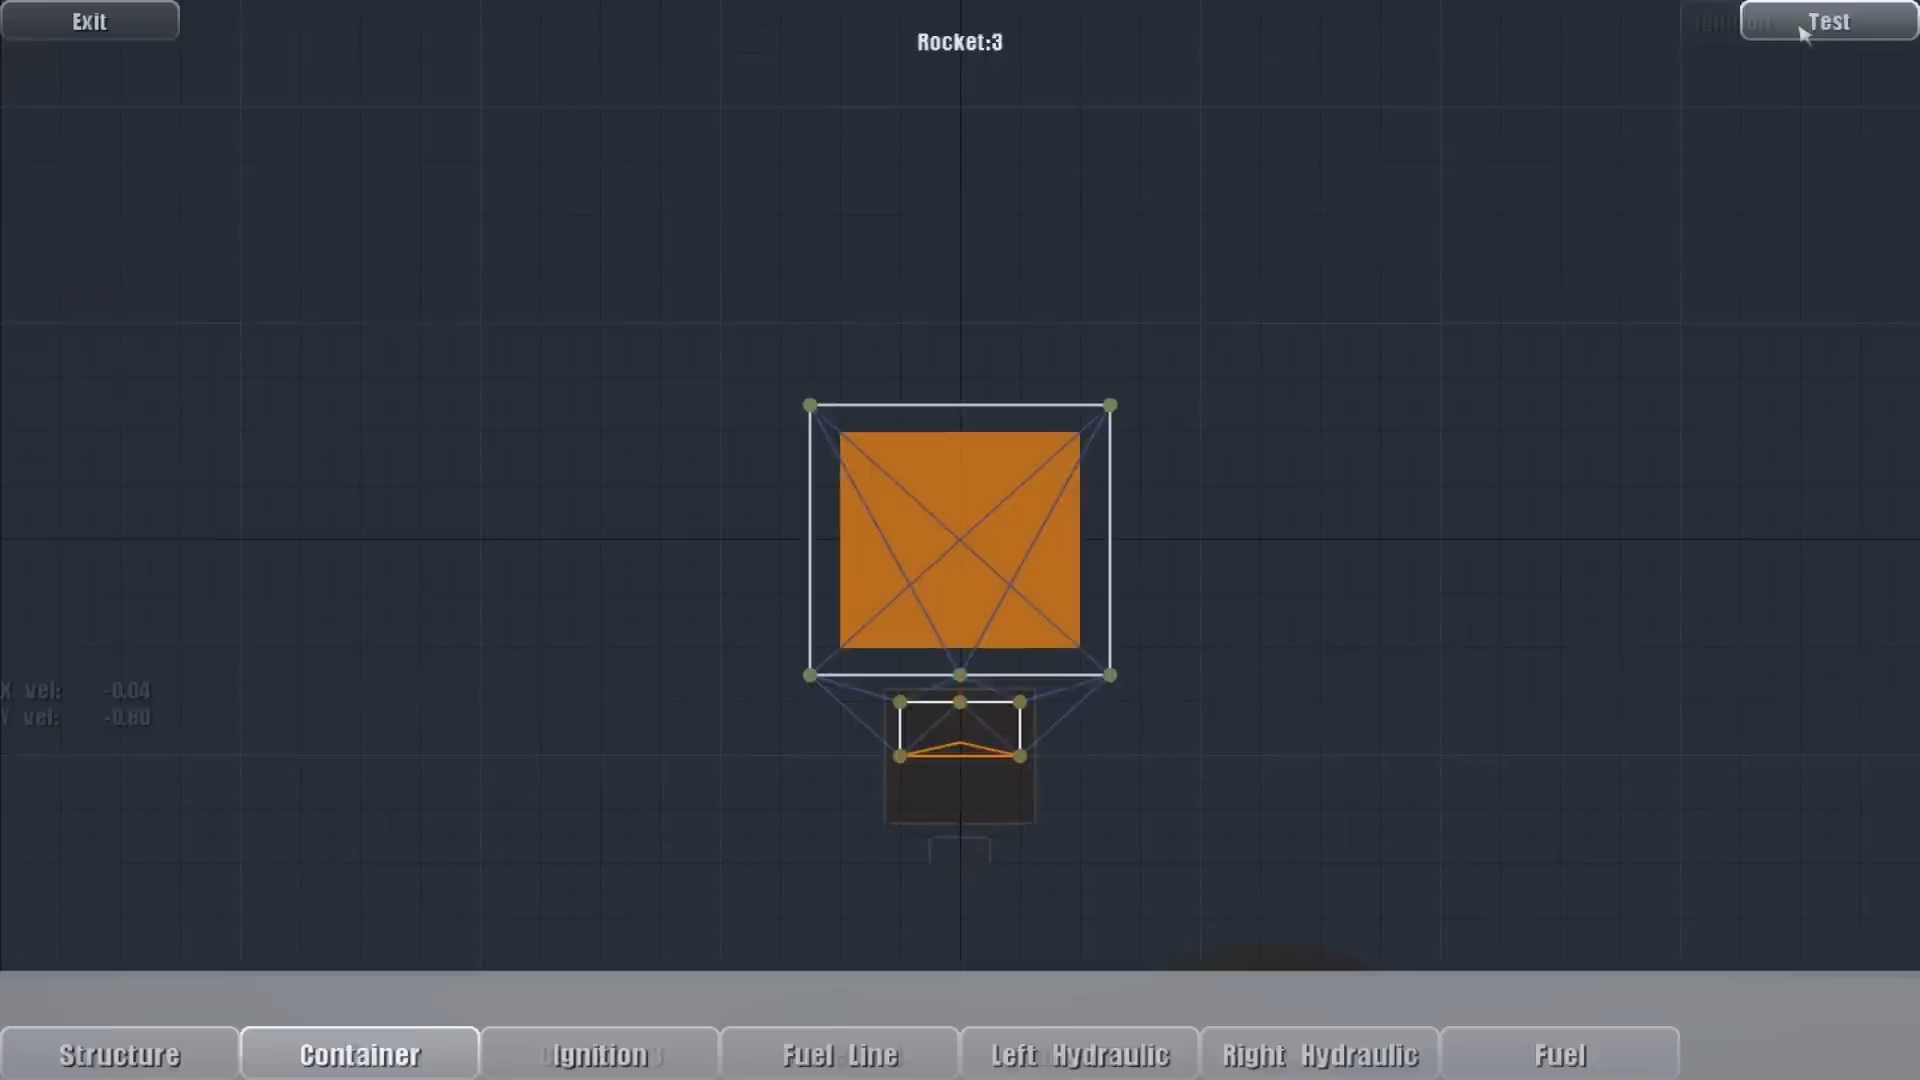 Exit
Rocket:3
Test
X vel: -0.04
Y vel: -0.80
Structure
Container
Ignition
Fuel Line
Left Hydraulic
Right Hydraulic
Fuel